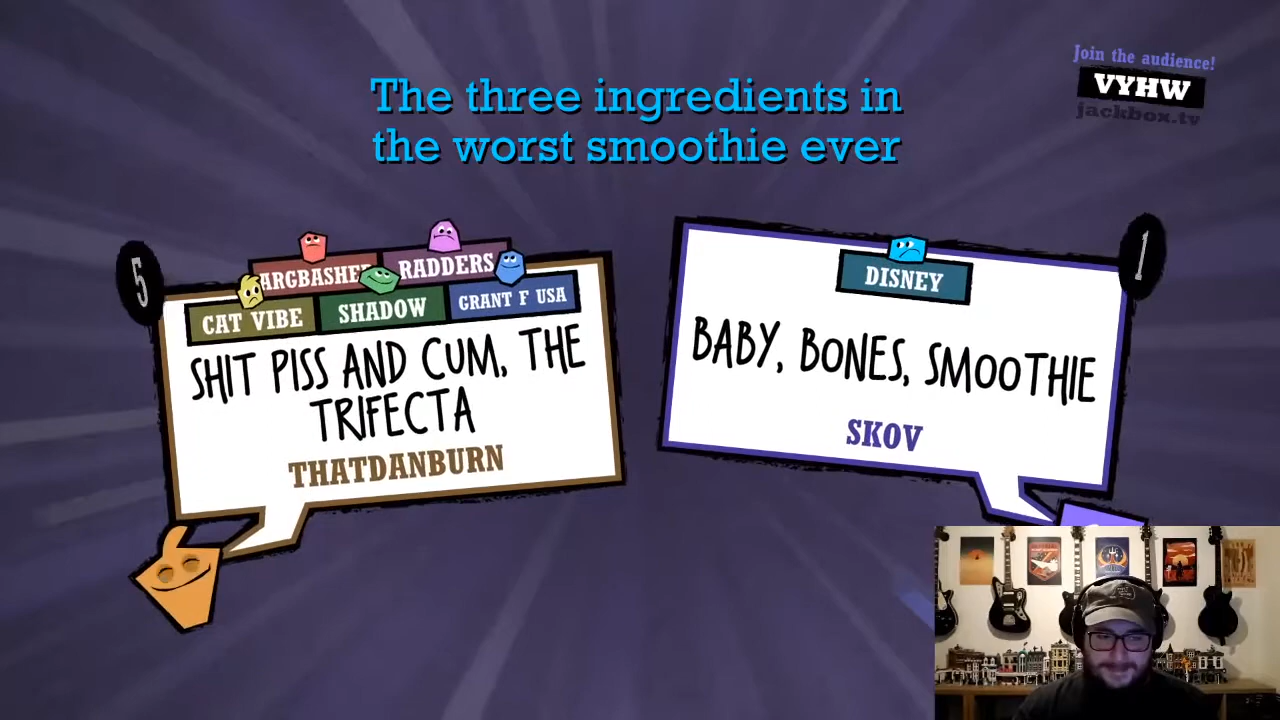 Join the audience!
VYHW
jackbox.tv
The three ingredients in
the worst smoothie ever
5
ARGBASHE
RADDERS
CAT VIBE
SHADOW
GRANT F USA
SHIT PISS AND CUM, THE
TRIFECTA
THATDANBURN
1
DISNEY
BABY, BONES, SMOOTHIE
SKOV